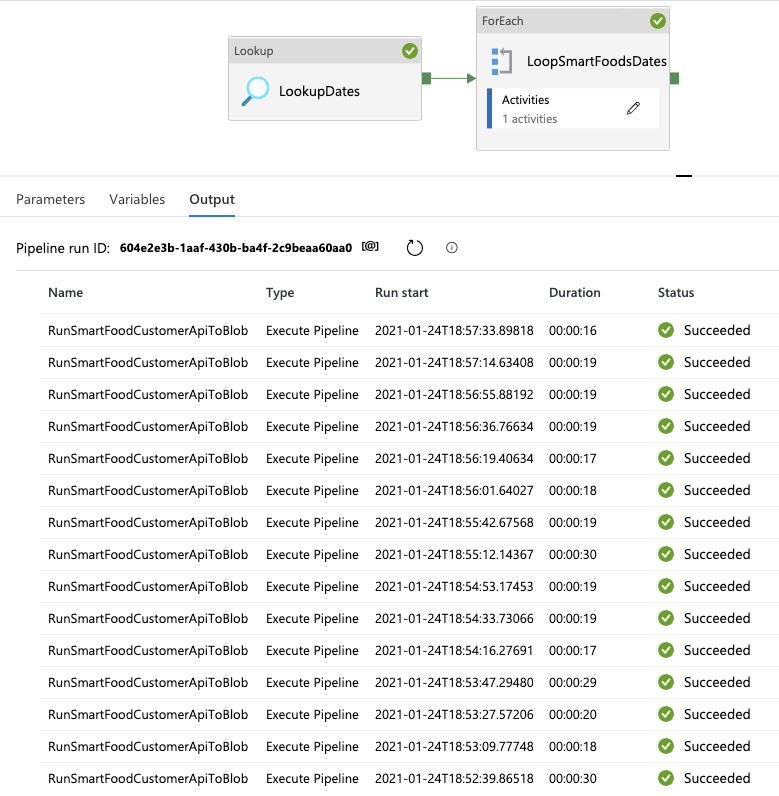 Lookup
LookupDates
ForEach
LoopSmartFoodsDates
Activities
1 activities
Parameters Variables Output
Pipeline run ID: 604e2e3b-1aaf-430b-ba4f-2c9beaa60aa0 [@]
Name Type Run start Duration Status
RunSmartFoodCustomerApiToBlob Execute Pipeline 2021-01-24T18:57:33.89818 00:00:16 Succeeded
RunSmartFoodCustomerApiToBlob Execute Pipeline 2021-01-24T18:57:14.63408 00:00:19 Succeeded
RunSmartFoodCustomerApiToBlob Execute Pipeline 2021-01-24T18:56:55.88192 00:00:19 Succeeded
RunSmartFoodCustomerApiToBlob Execute Pipeline 2021-01-24T18:56:36.76634 00:00:19 Succeeded
RunSmartFoodCustomerApiToBlob Execute Pipeline 2021-01-24T18:56:19.40634 00:00:17 Succeeded
RunSmartFoodCustomerApiToBlob Execute Pipeline 2021-01-24T18:56:01.64027 00:00:18 Succeeded
RunSmartFoodCustomerApiToBlob Execute Pipeline 2021-01-24T18:55:42.67568 00:00:19 Succeeded
RunSmartFoodCustomerApiToBlob Execute Pipeline 2021-01-24T18:55:12.14367 00:00:30 Succeeded
RunSmartFoodCustomerApiToBlob Execute Pipeline 2021-01-24T18:54:53.17453 00:00:19 Succeeded
RunSmartFoodCustomerApiToBlob Execute Pipeline 2021-01-24T18:54:33.73066 00:00:19 Succeeded
RunSmartFoodCustomerApiToBlob Execute Pipeline 2021-01-24T18:54:16.27691 00:00:17 Succeeded
RunSmartFoodCustomerApiToBlob Execute Pipeline 2021-01-24T18:53:47.29480 00:00:29 Succeeded
RunSmartFoodCustomerApiToBlob Execute Pipeline 2021-01-24T18:53:27.57206 00:00:20 Succeeded
RunSmartFoodCustomerApiToBlob Execute Pipeline 2021-01-24T18:53:09.77748 00:00:18 Succeeded
RunSmartFoodCustomerApiToBlob Execute Pipeline 2021-01-24T18:52:39.86518 00:00:30 Succeeded